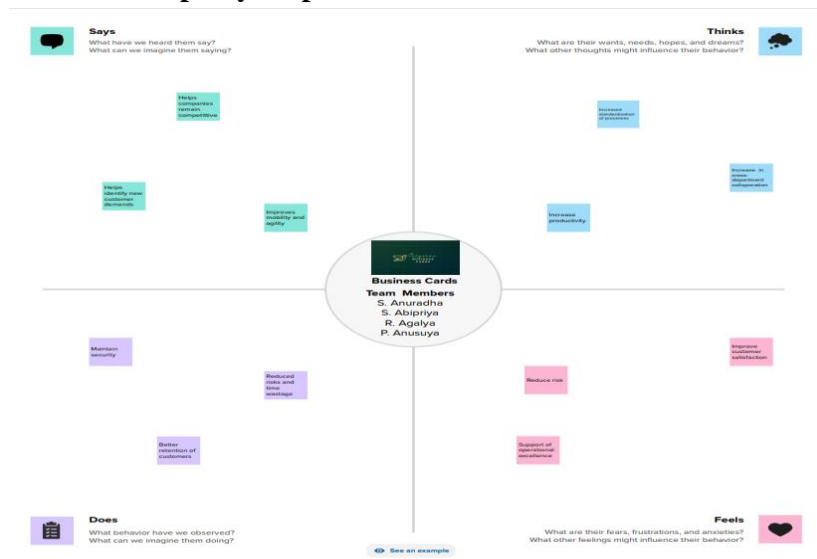 Says
What have we heard them say?
What can we imagine them saying?
Thinks
What are their wants, needs, hopes, and dreams?
What other thoughts might influence their behavior?
Helps
companies
remain
competitive
Helps
identify new
customer
demands
Improves
mobility and
agility
Increased
standardization
of processes
Increase in
cross-
department
collaboration
Increase
productivity
Business Cards
Team Members
S. Anuradha
S. Abipriya
R. Agalya
P. Anusuya
Maintain
security
Reduced
risks and
time
wastage
Better
retention of
customers
Improve
customer
satisfaction
Reduce risk
Support of
operational
excellence
Does
What behavior have we observed?
What can we imagine them doing?
Feels
What are their fears, frustrations, and anxieties?
What other feelings might influence their behavior?
See an example